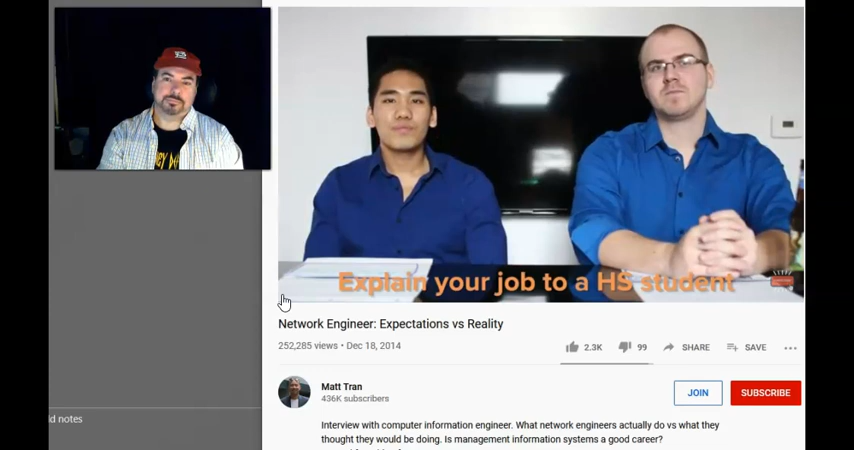 Explain your job to a HS student
Network Engineer: Expectations vs Reality
252,285 views • Dec 18, 2014
2.3K 99 SHARE SAVE
Matt Tran
436K subscribers
JOIN SUBSCRIBE
Interview with computer information engineer. What network engineers actually do vs what they
thought they would be doing. Is management information systems a good career?
d notes